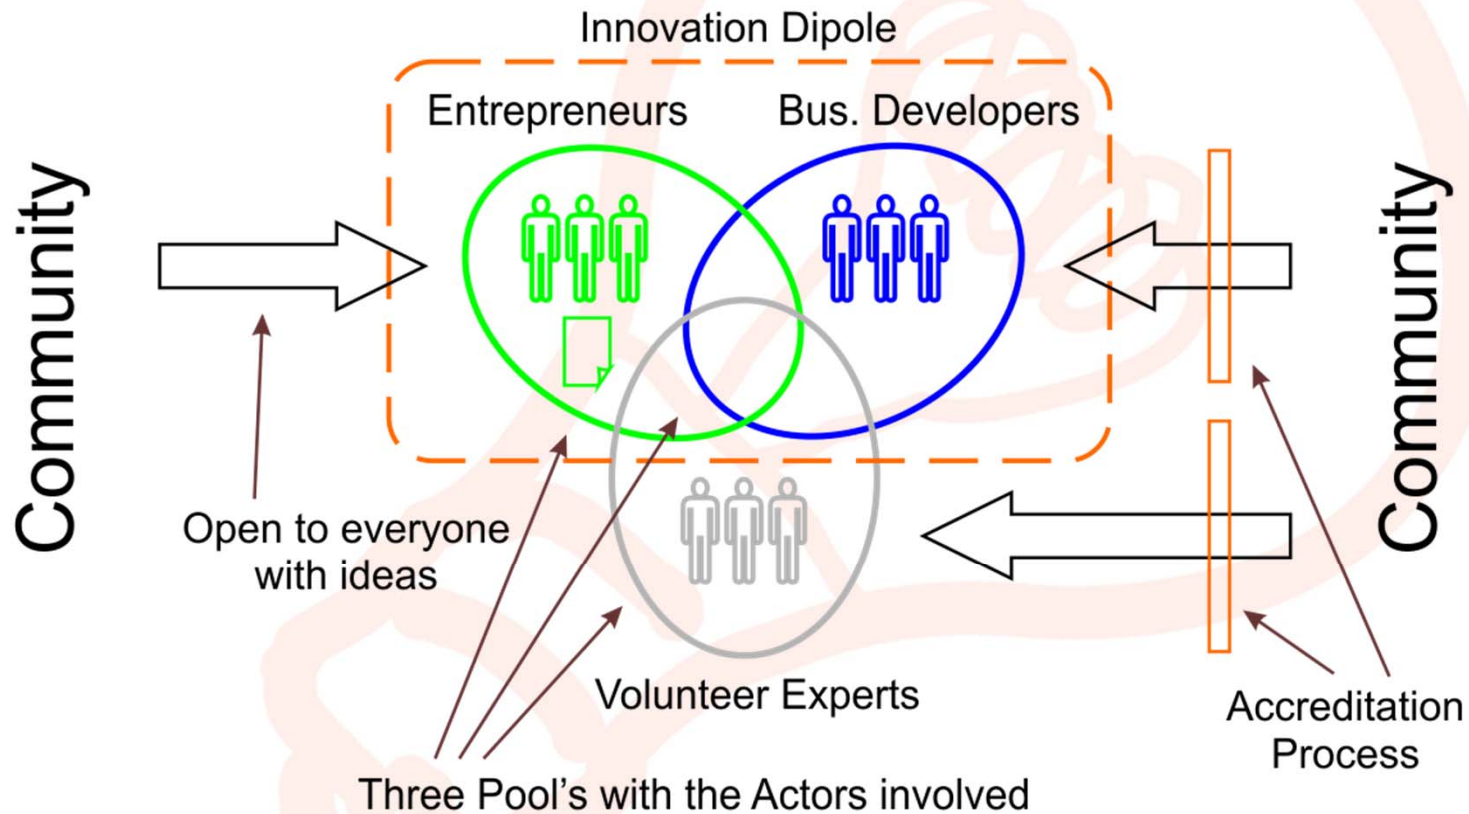 Innovation Dipole
Entrepreneurs
Bus. Developers
Community
Community
Open to everyone
with ideas
Volunteer Experts
Accreditation
Process
Three Pool's with the Actors involved